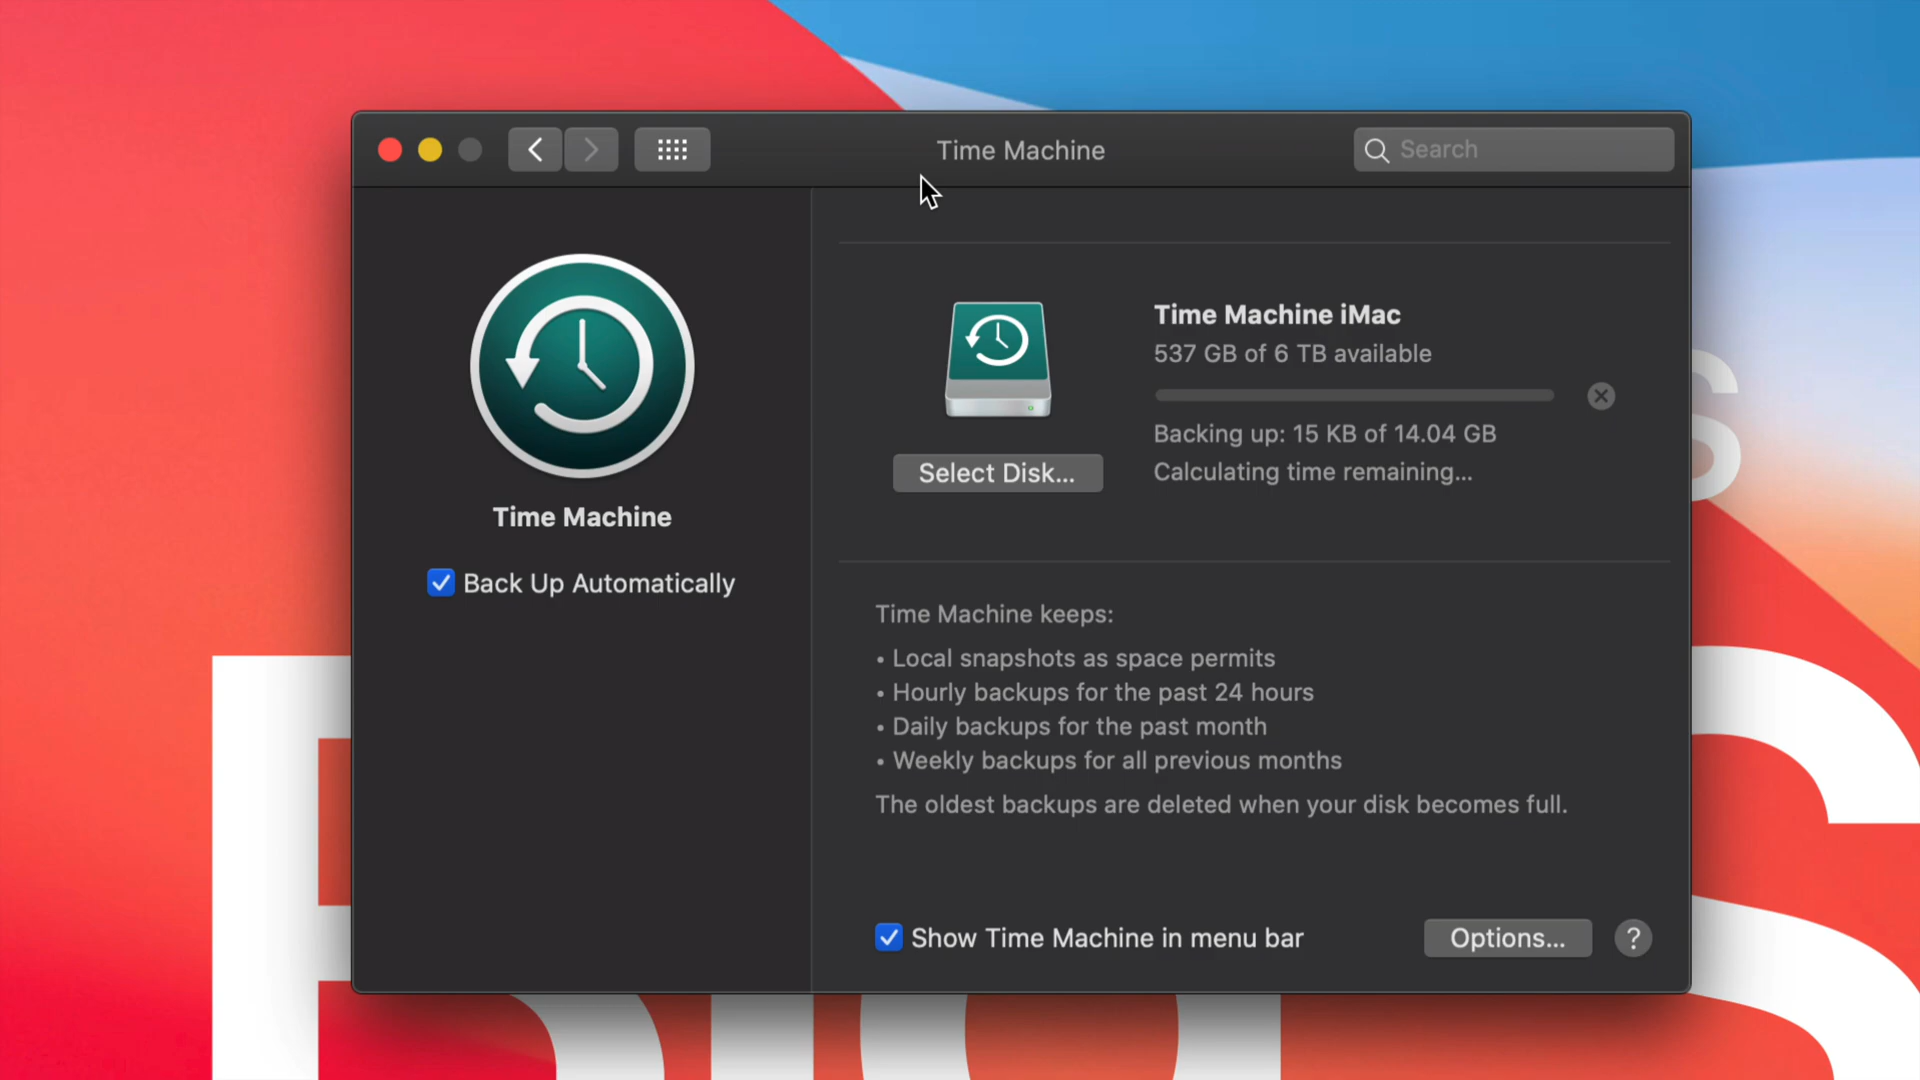 Time Machine
Search
Time Machine
Back Up Automatically
Time Machine iMac
537 GB of 6 TB available
Backing up: 15 KB of 14.04 GB
Calculating time remaining...
Select Disk...
Time Machine keeps:
• Local snapshots as space permits
• Hourly backups for the past 24 hours
• Daily backups for the past month
• Weekly backups for all previous months
The oldest backups are deleted when your disk becomes full.
Show Time Machine in menu bar
Options...
?